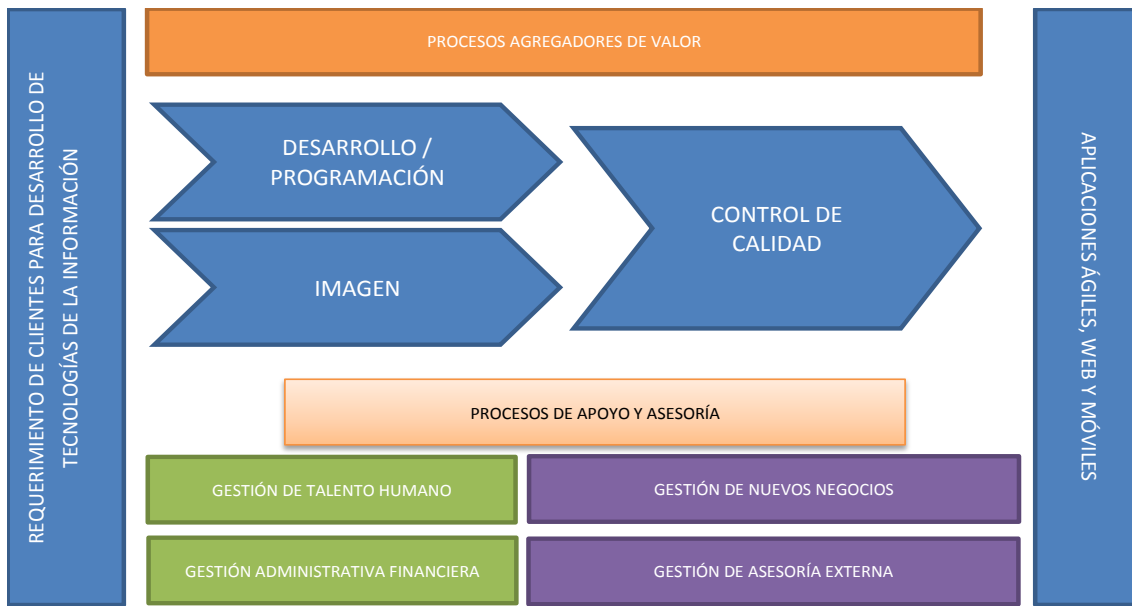 REQUERIMIENTO DE CLIENTES PARA DESARROLLO DE
TECNOLOGÍAS DE LA INFORMACIÓN
PROCESOS AGREGADORES DE VALOR
DESARROLLO /
PROGRAMACIÓN
IMAGEN
CONTROL DE
CALIDAD
PROCESOS DE APOYO Y ASESORÍA
GESTIÓN DE TALENTO HUMANO
GESTIÓN DE NUEVOS NEGOCIOS
GESTIÓN ADMINISTRATIVA FINANCIERA
GESTIÓN DE ASESORÍA EXTERNA
APLICACIONES ÁGILES, WEB Y MÓVILES